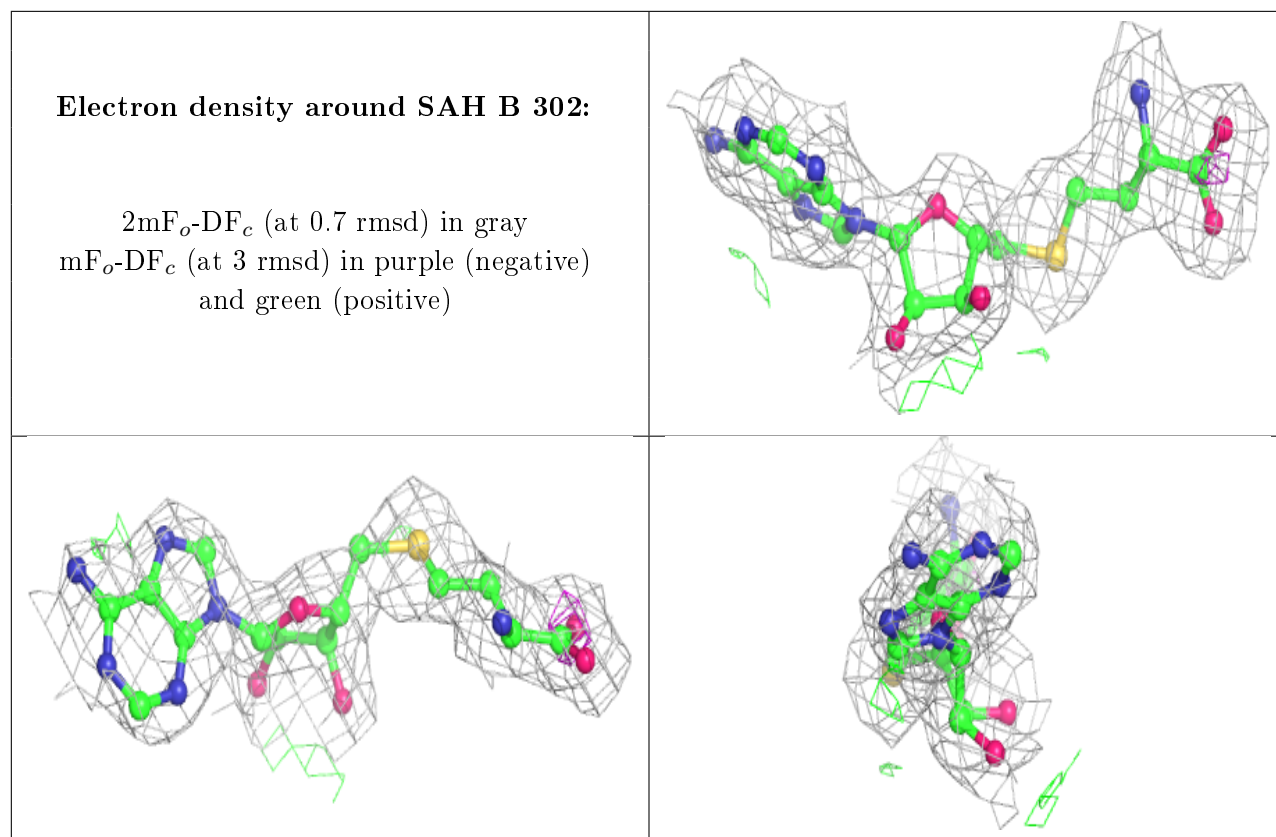 Electron density around SAH B 302:
2mFo-DFc (at 0.7 rmsd) in gray
mFo-DFc (at 3 rmsd) in purple (negative)
and green (positive)